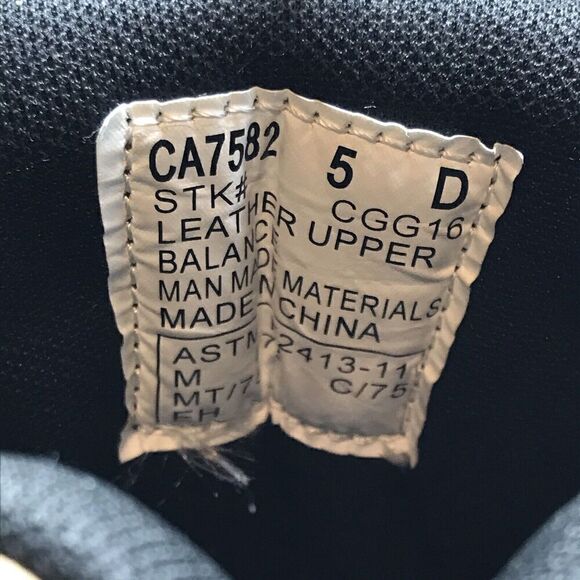 CA7582 5 D
STK# CGG16
LEATHER UPPER
BALANCE
MAN MADE MATERIALS
MADE IN CHINA
ASTM F2413-11
M C/75
MT/75
EH